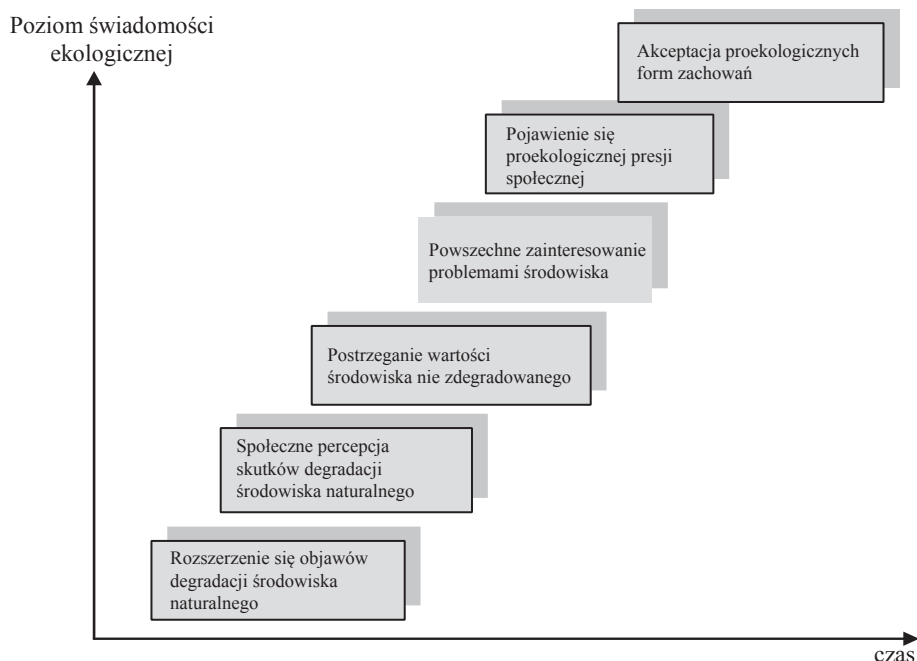 Poziom świadomości
ekologicznej
Akceptacja proekologicznych
form zachowań
Pojawienie się
proekologicznej presji
społecznej
Powszechne zainteresowanie
problemami środowiska
Postrzeganie wartości
środowiska nie zdegradowanego
Społeczne percepcja
skutków degradacji
środowiska naturalnego
Rozszerzenie się objawów
degradacji środowiska
naturalnego
czas